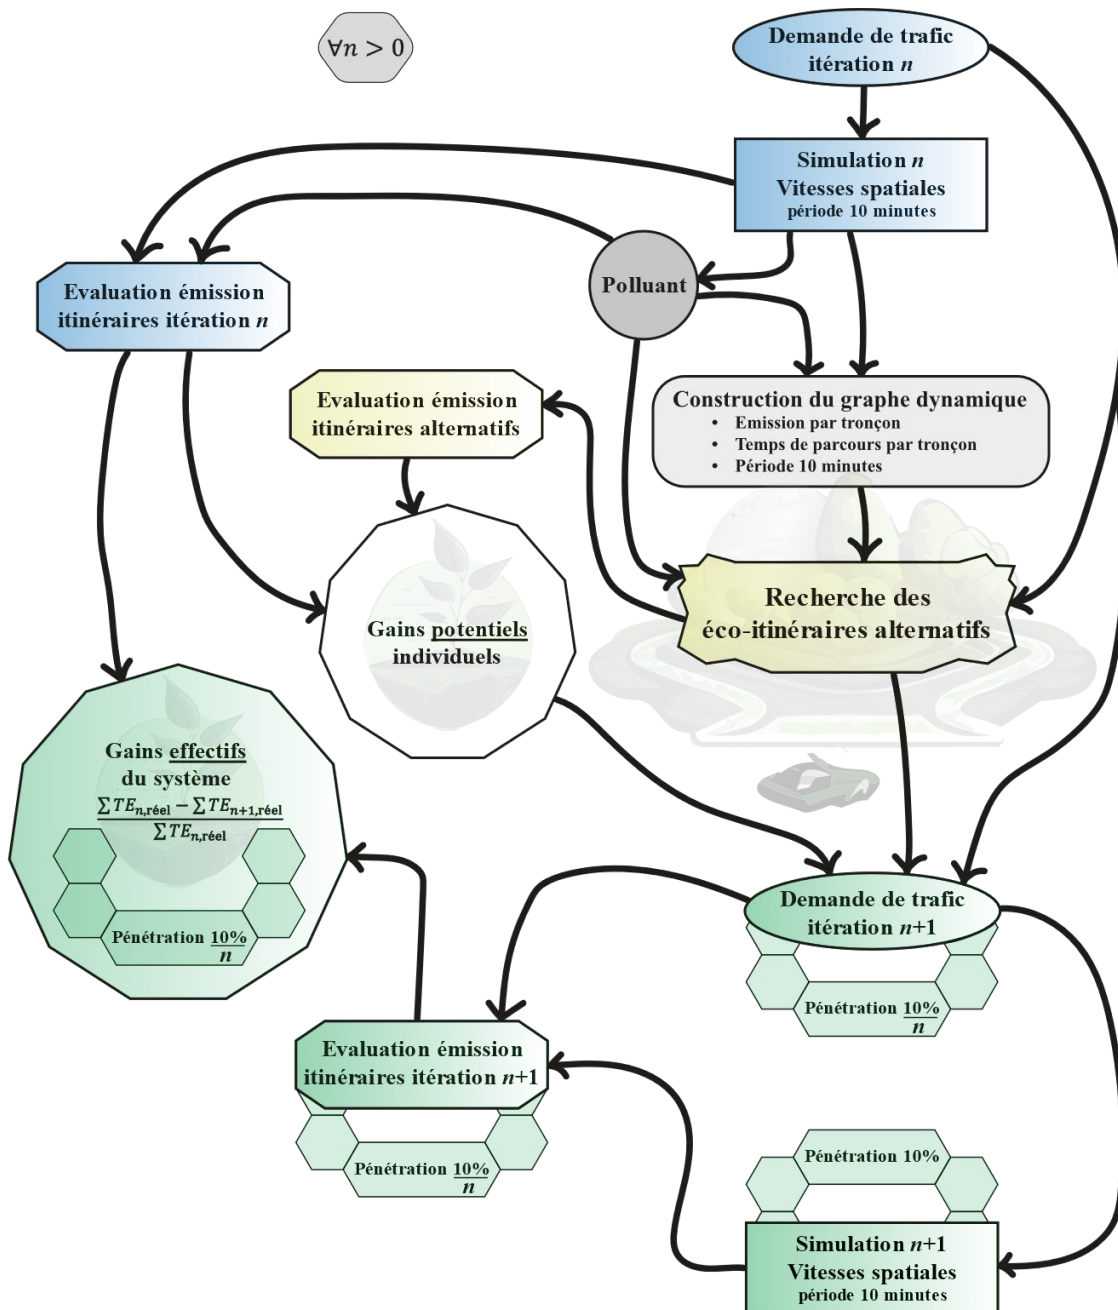 ∀n > 0
Demande de trafic
itération n
Simulation n
Vitesses spatiales
période 10 minutes
Polluant
Evaluation émission
itinéraires itération n
Evaluation émission
itinéraires alternatifs
Construction du graphe dynamique
• Emission par tronçon
• Temps de parcours par tronçon
• Période 10 minutes
Recherche des
éco-itinéraires alternatifs
Gains potentiels
individuels
Gains effectifs
du système
∑ TEn,réel − ∑ TEn+1,réel
∑ TEn,réel
Pénétration 10%
n
Demande de trafic
itération n+1
Pénétration 10%
n
Evaluation émission
itinéraires itération n+1
Pénétration 10%
n
Pénétration 10%
Simulation n+1
Vitesses spatiales
période 10 minutes